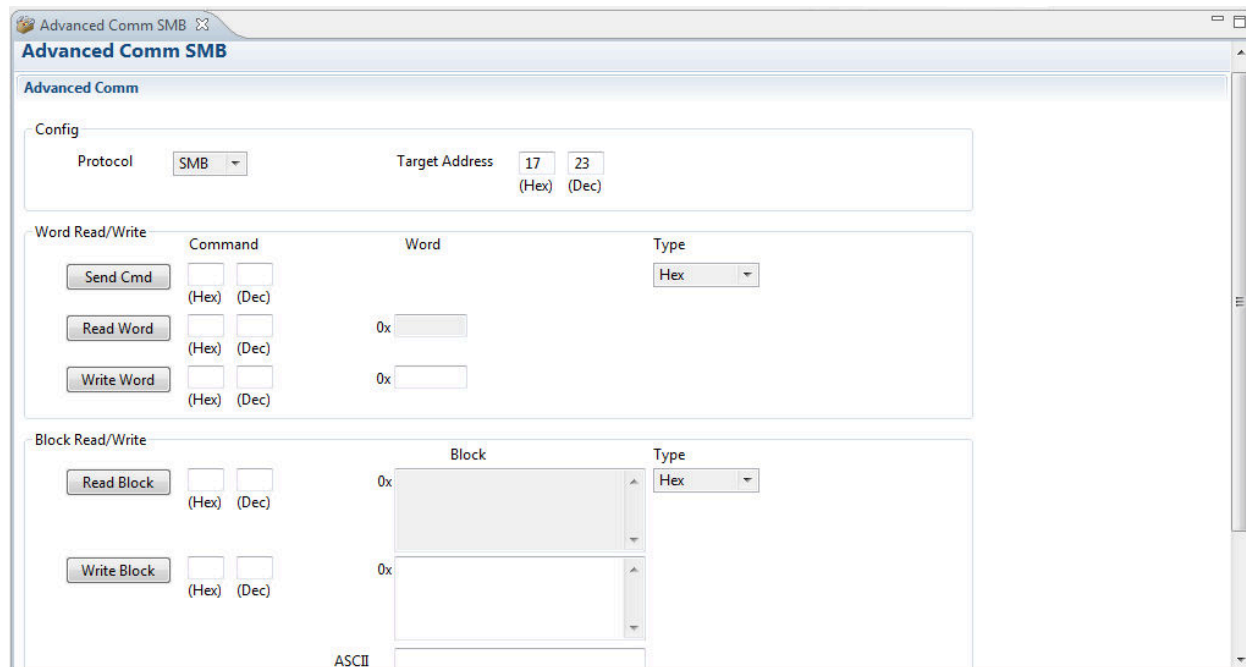 Advanced Comm SMB
Advanced Comm SMB
Advanced Comm
Config
Protocol SMB Target Address 17 23
(Hex) (Dec)
Word Read/Write
Command Word Type
Send Cmd Hex
(Hex) (Dec)
Read Word 0x
(Hex) (Dec)
Write Word 0x
(Hex) (Dec)
Block Read/Write
Block Type
Read Block 0x Hex
(Hex) (Dec)
Write Block 0x
(Hex) (Dec)
ASCII